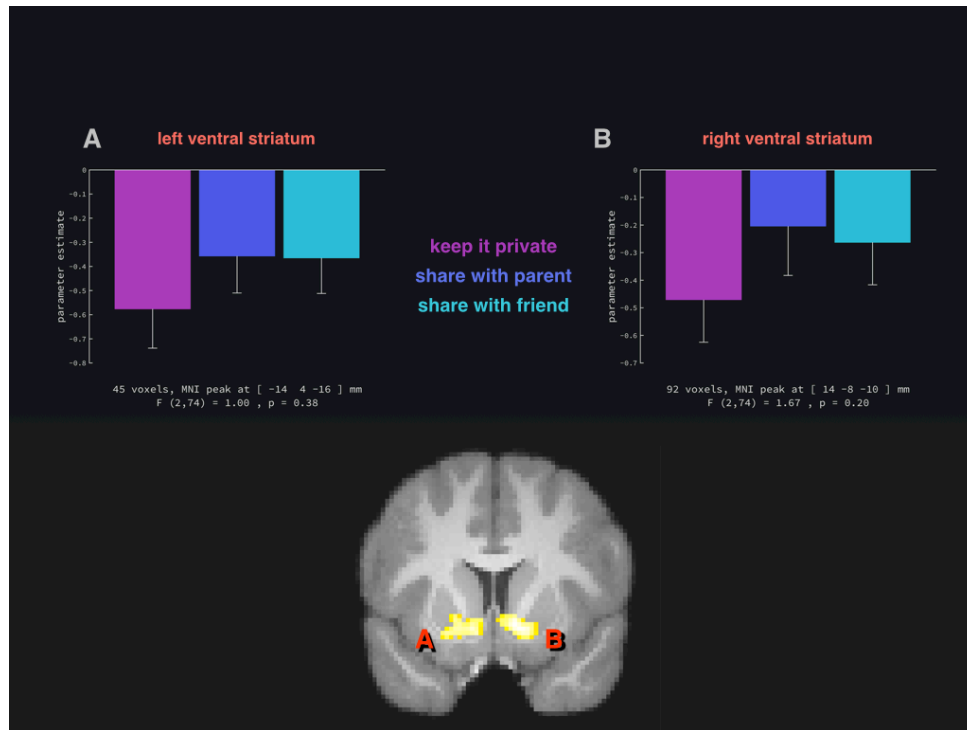 A left ventral striatum
0
-0.1
-0.2
-0.3
-0.4
-0.5
-0.6
-0.7
-0.8
parameter estimate
45 voxels, MNI peak at [ -14 4 -16 ] mm
F (2,74) = 1.00 , p = 0.38
keep it private
share with parent
share with friend
B right ventral striatum
0
-0.1
-0.2
-0.3
-0.4
-0.5
-0.6
-0.7
parameter estimate
92 voxels, MNI peak at [ 14 -8 -10 ] mm
F (2,74) = 1.67 , p = 0.20
A B